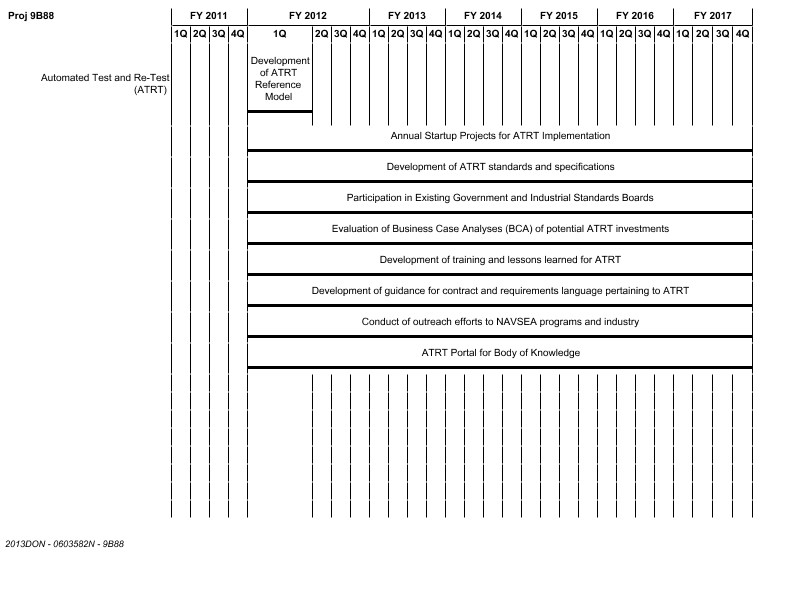 Proj 9B88
FY 2011 FY 2012 FY 2013 FY 2014 FY 2015 FY 2016 FY 2017
1Q 2Q 3Q 4Q 1Q 2Q 3Q 4Q 1Q 2Q 3Q 4Q 1Q 2Q 3Q 4Q 1Q 2Q 3Q 4Q 1Q 2Q 3Q 4Q 1Q 2Q 3Q 4Q
Automated Test and Re-Test
(ATRT)
Development
of ATRT
Reference
Model
Annual Startup Projects for ATRT Implementation
Development of ATRT standards and specifications
Participation in Existing Government and Industrial Standards Boards
Evaluation of Business Case Analyses (BCA) of potential ATRT investments
Development of training and lessons learned for ATRT
Development of guidance for contract and requirements language pertaining to ATRT
Conduct of outreach efforts to NAVSEA programs and industry
ATRT Portal for Body of Knowledge
2013DON - 0603582N - 9B88